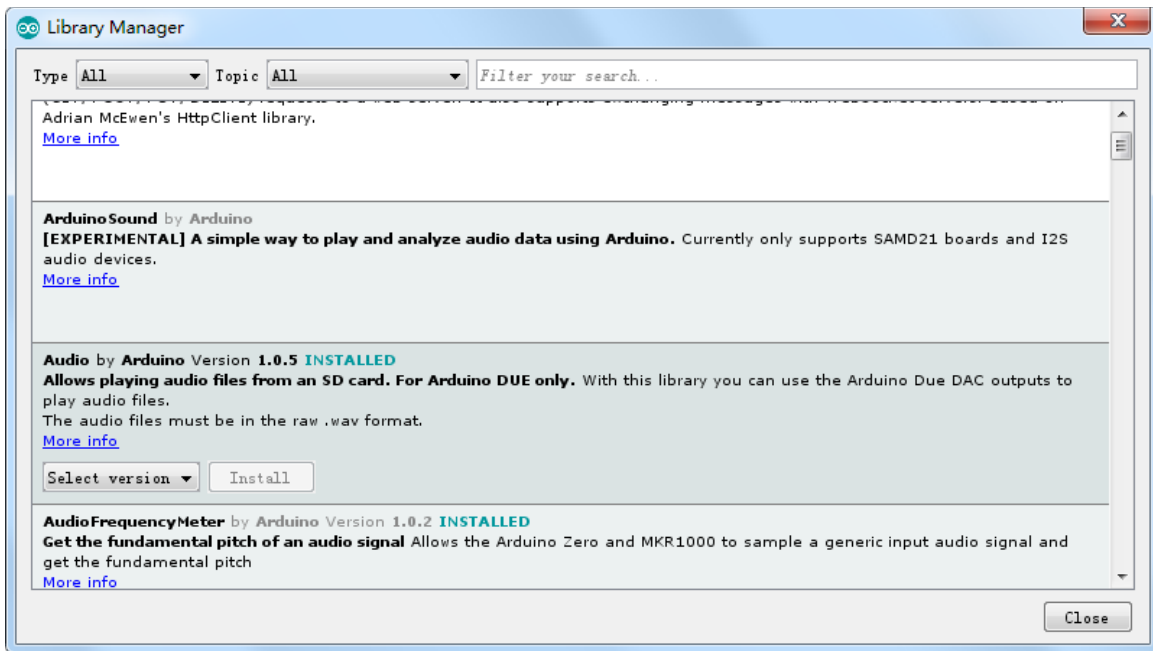 Library Manager
Type All Topic All Filter your search...
Adrian McEwen's HttpClient library.
More info
ArduinoSound by Arduino
[EXPERIMENTAL] A simple way to play and analyze audio data using Arduino. Currently only supports SAMD21 boards and I2S
audio devices.
More info
Audio by Arduino Version 1.0.5 INSTALLED
Allows playing audio files from an SD card. For Arduino DUE only. With this library you can use the Arduino Due DAC outputs to
play audio files.
The audio files must be in the raw .wav format.
More info
Select version Install
AudioFrequencyMeter by Arduino Version 1.0.2 INSTALLED
Get the fundamental pitch of an audio signal Allows the Arduino Zero and MKR1000 to sample a generic input audio signal and
get the fundamental pitch
More info
Close